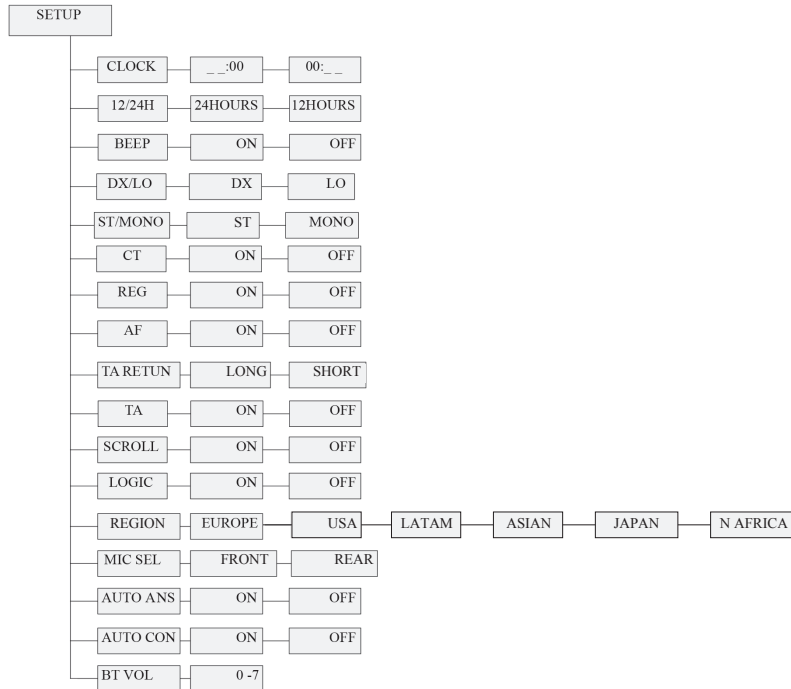 SETUP
CLOCK _ _:00 00:_ _
12/24H 24HOURS 12HOURS
BEEP ON OFF
DX/LO DX LO
ST/MONO ST MONO
CT ON OFF
REG ON OFF
AF ON OFF
TA RETUN LONG SHORT
TA ON OFF
SCROLL ON OFF
LOGIC ON OFF
REGION EUROPE USA LATAM ASIAN JAPAN N AFRICA
MIC SEL FRONT REAR
AUTO ANS ON OFF
AUTO CON ON OFF
BT VOL 0 -7